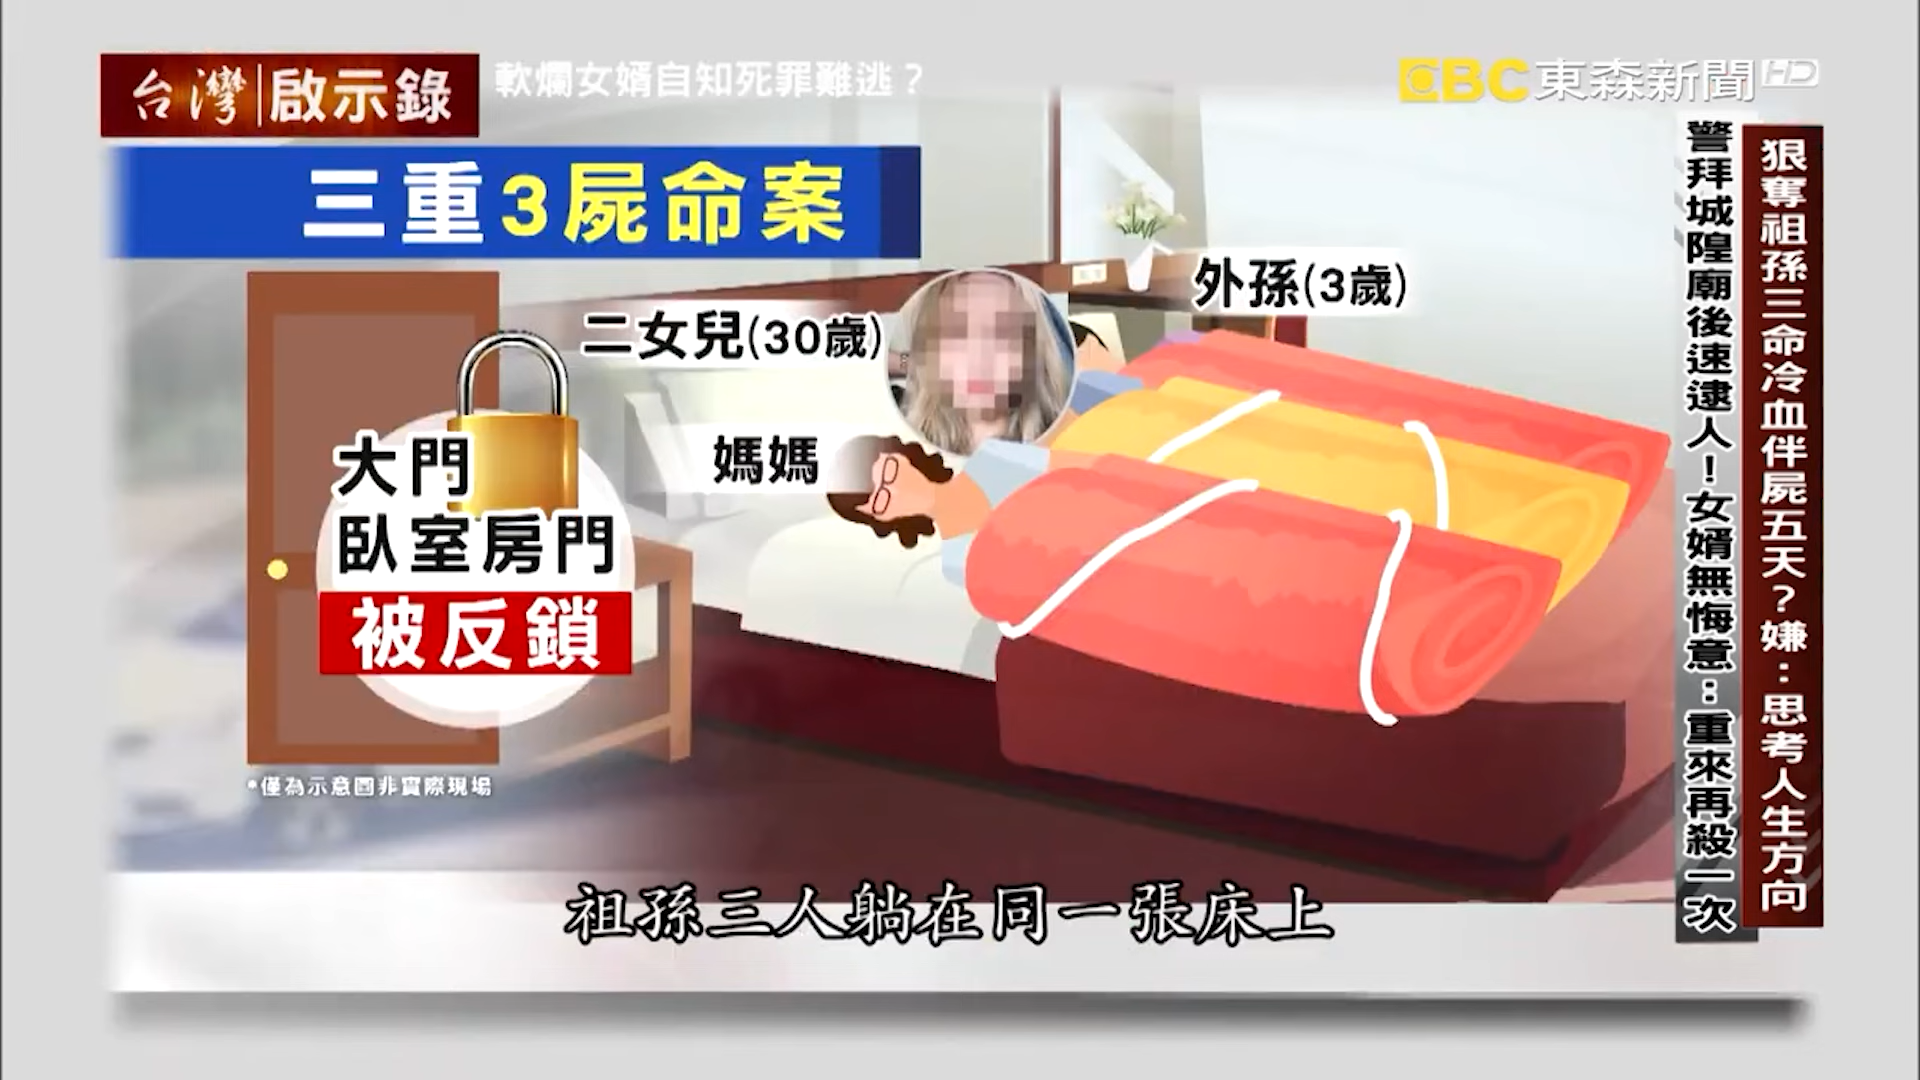 台灣|啟示錄
軟爛女婿自知死罪難逃？
EBC東森新聞HD
三重3屍命案
狠奪祖孫三命冷血伴屍五天？嫌：思考人生方向
警拜城隍廟後速逮人！女婿無悔意：重來再殺一次
外孫(3歲)
二女兒(30歲)
媽媽
大門
臥室房門
被反鎖
*僅為示意圖非實際現場
祖孫三人躺在同一張床上